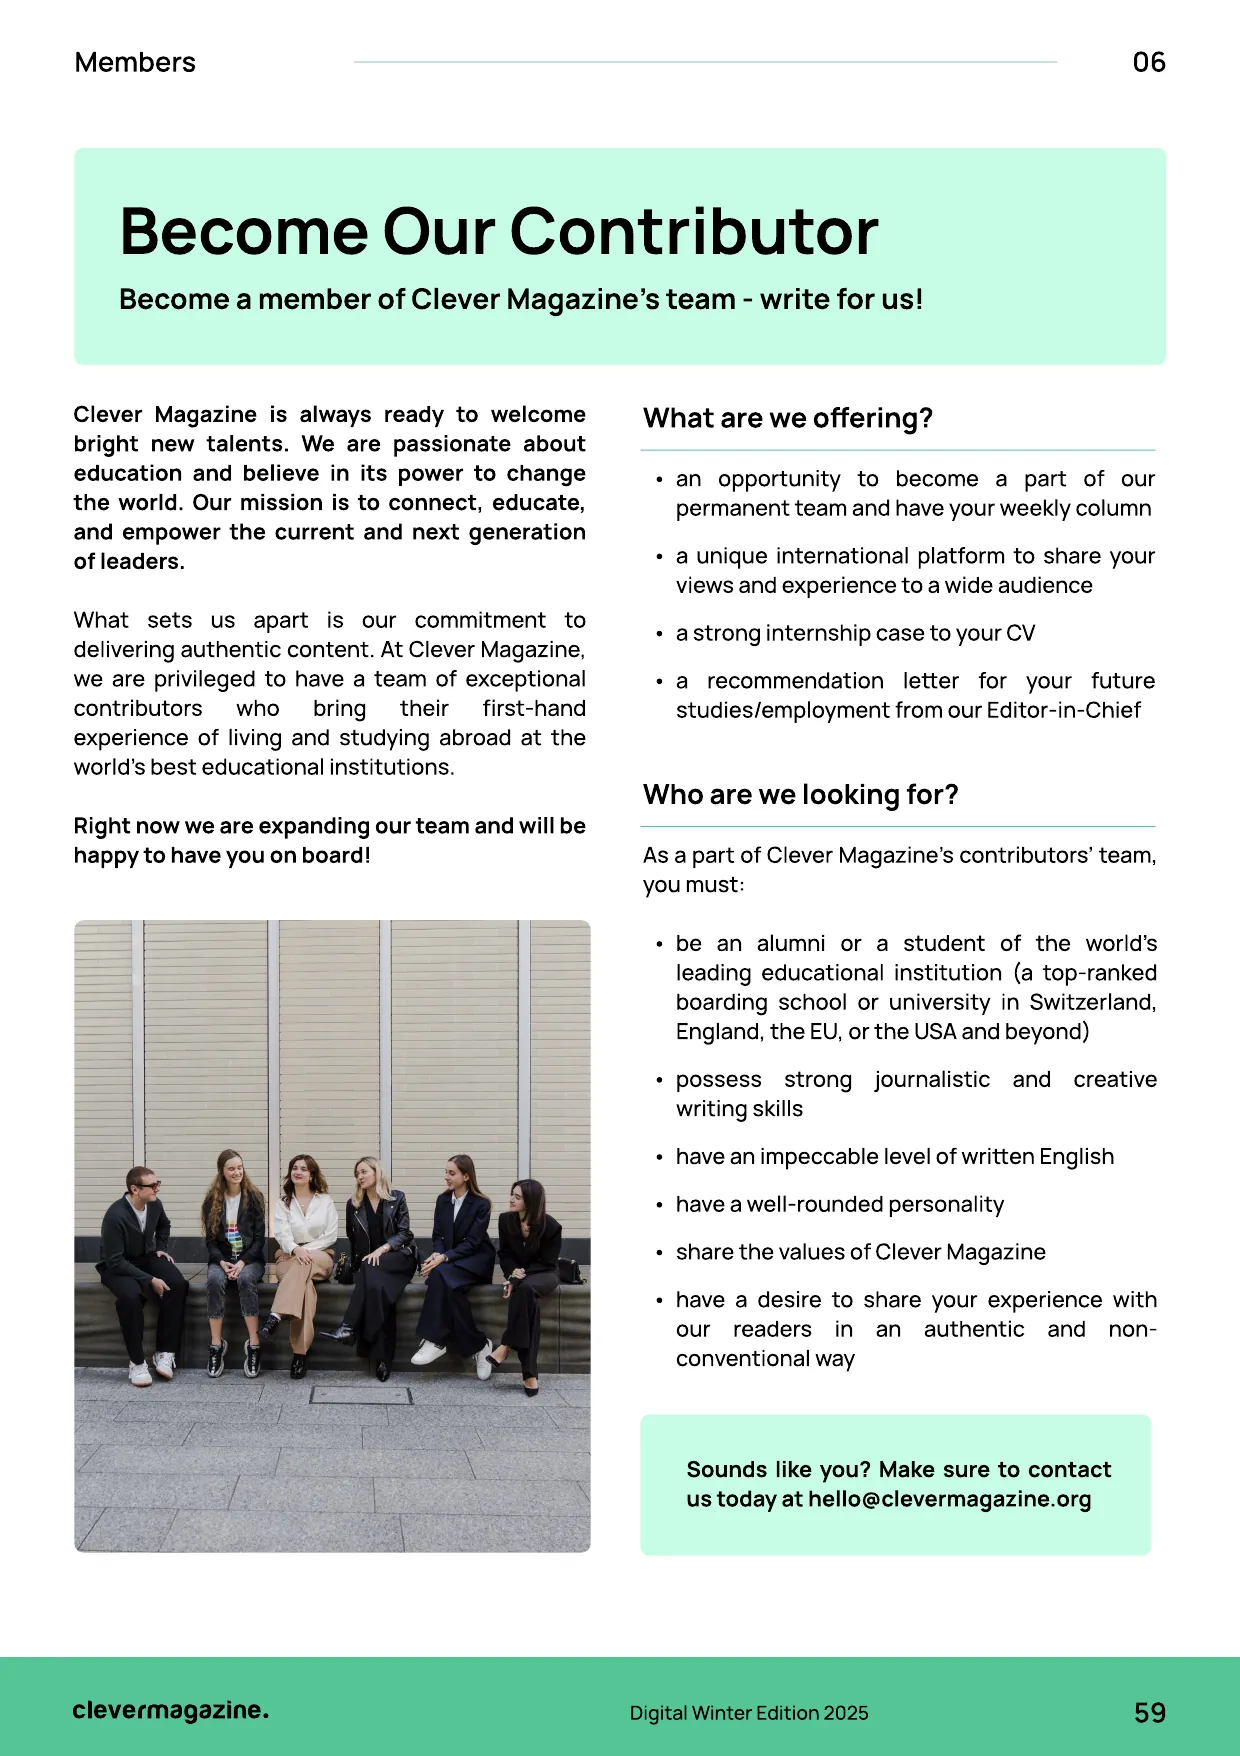 Members
06
Become Our Contributor
Become a member of Clever Magazine's team - write for us!
Clever Magazine is always ready to welcome
bright new talents. We are passionate about
education and believe in its power to change
the world. Our mission is to connect, educate,
and empower the current and next generation
of leaders.
What sets us apart is our commitment to
delivering authentic content. At Clever Magazine,
we are privileged to have a team of exceptional
contributors who bring their first-hand
experience of living and studying abroad at the
world's best educational institutions.
Right now we are expanding our team and will be
happy to have you on board!
What are we offering?
• an opportunity to become a part of our
permanent team and have your weekly column
• a unique international platform to share your
views and experience to a wide audience
• a strong internship case to your CV
• a recommendation letter for your future
studies/employment from our Editor-in-Chief
Who are we looking for?
As a part of Clever Magazine's contributors' team,
you must:
• be an alumni or a student of the world's
leading educational institution (a top-ranked
boarding school or university in Switzerland,
England, the EU, or the USA and beyond)
• possess strong journalistic and creative
writing skills
• have an impeccable level of written English
• have a well-rounded personality
• share the values of Clever Magazine
• have a desire to share your experience with
our readers in an authentic and non-
conventional way
Sounds like you? Make sure to contact
us today at hello@clevermagazine.org
clevermagazine.
Digital Winter Edition 2025
59